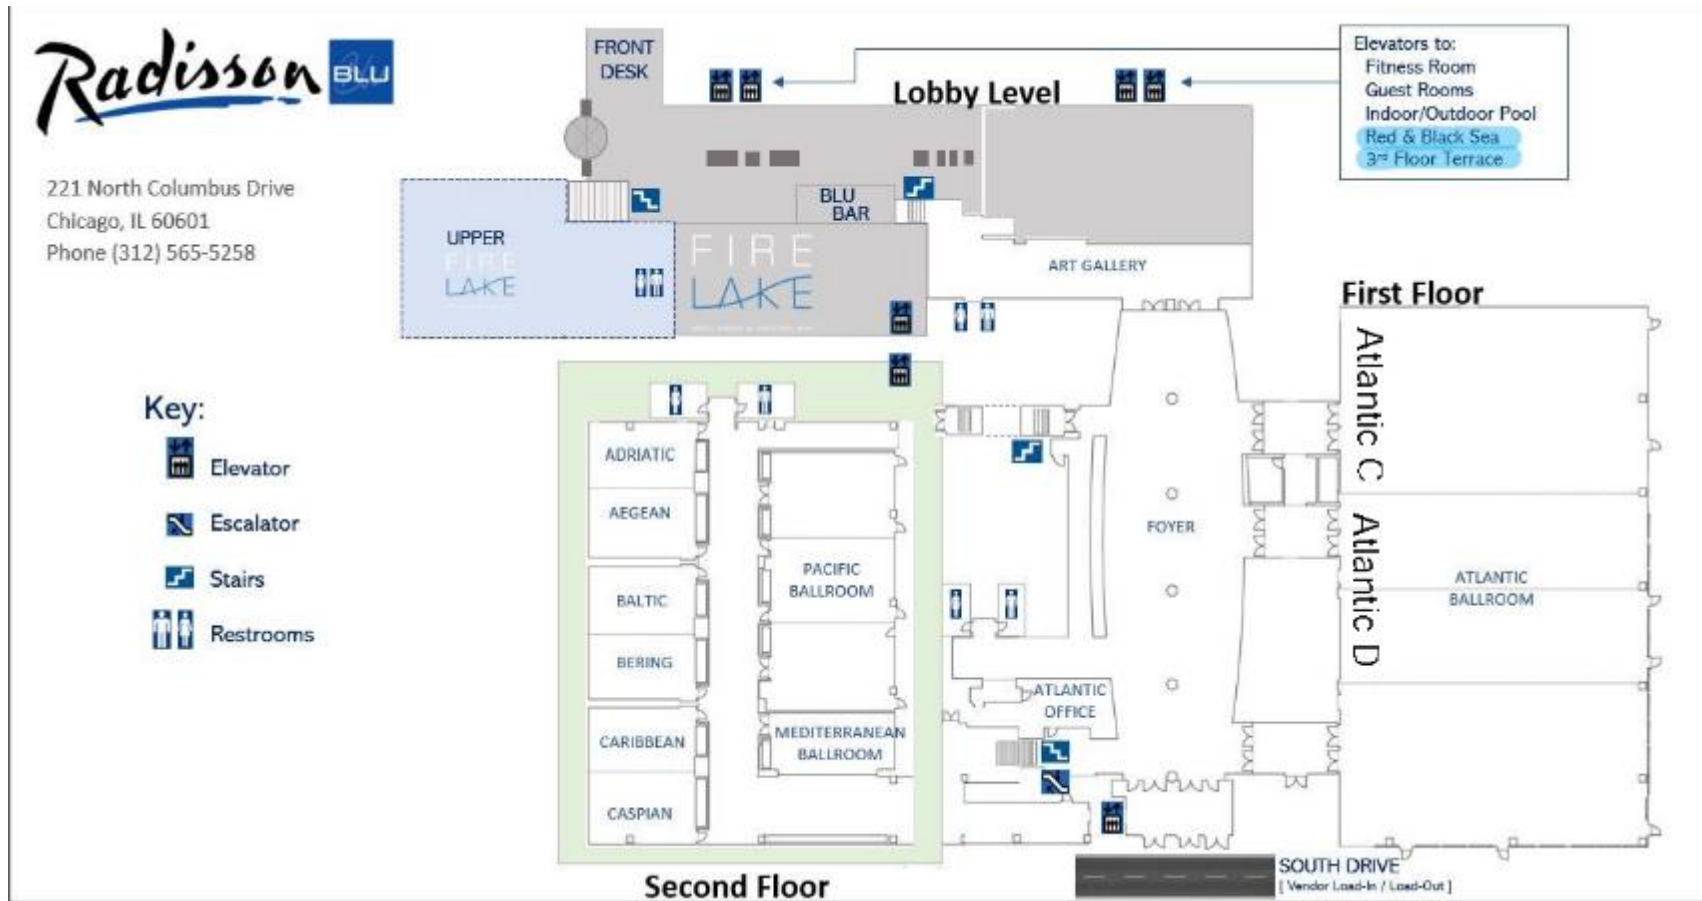 Radisson BLU
221 North Columbus Drive
Chicago, IL 60601
Phone (312) 565-5258
FRONT
DESK
Lobby Level
Elevators to:
Fitness Room
Guest Rooms
Indoor/Outdoor Pool
Red & Black Sea
3rd Floor Terrace
BLU
BAR
UPPER
FIRE
LAKE
FIRE
LAKE
ART GALLERY
First Floor
Atlantic C
Atlantic D
ATLANTIC
BALLROOM
FOYER
Key:
Elevator
Escalator
Stairs
Restrooms
ADRIATIC
AEGEAN
BALTIC
BERING
CARIBBEAN
CASPIAN
PACIFIC
BALLROOM
MEDITERRANEAN
BALLROOM
ATLANTIC
OFFICE
Second Floor
SOUTH DRIVE
[ Vendor Load-In / Load-Out ]